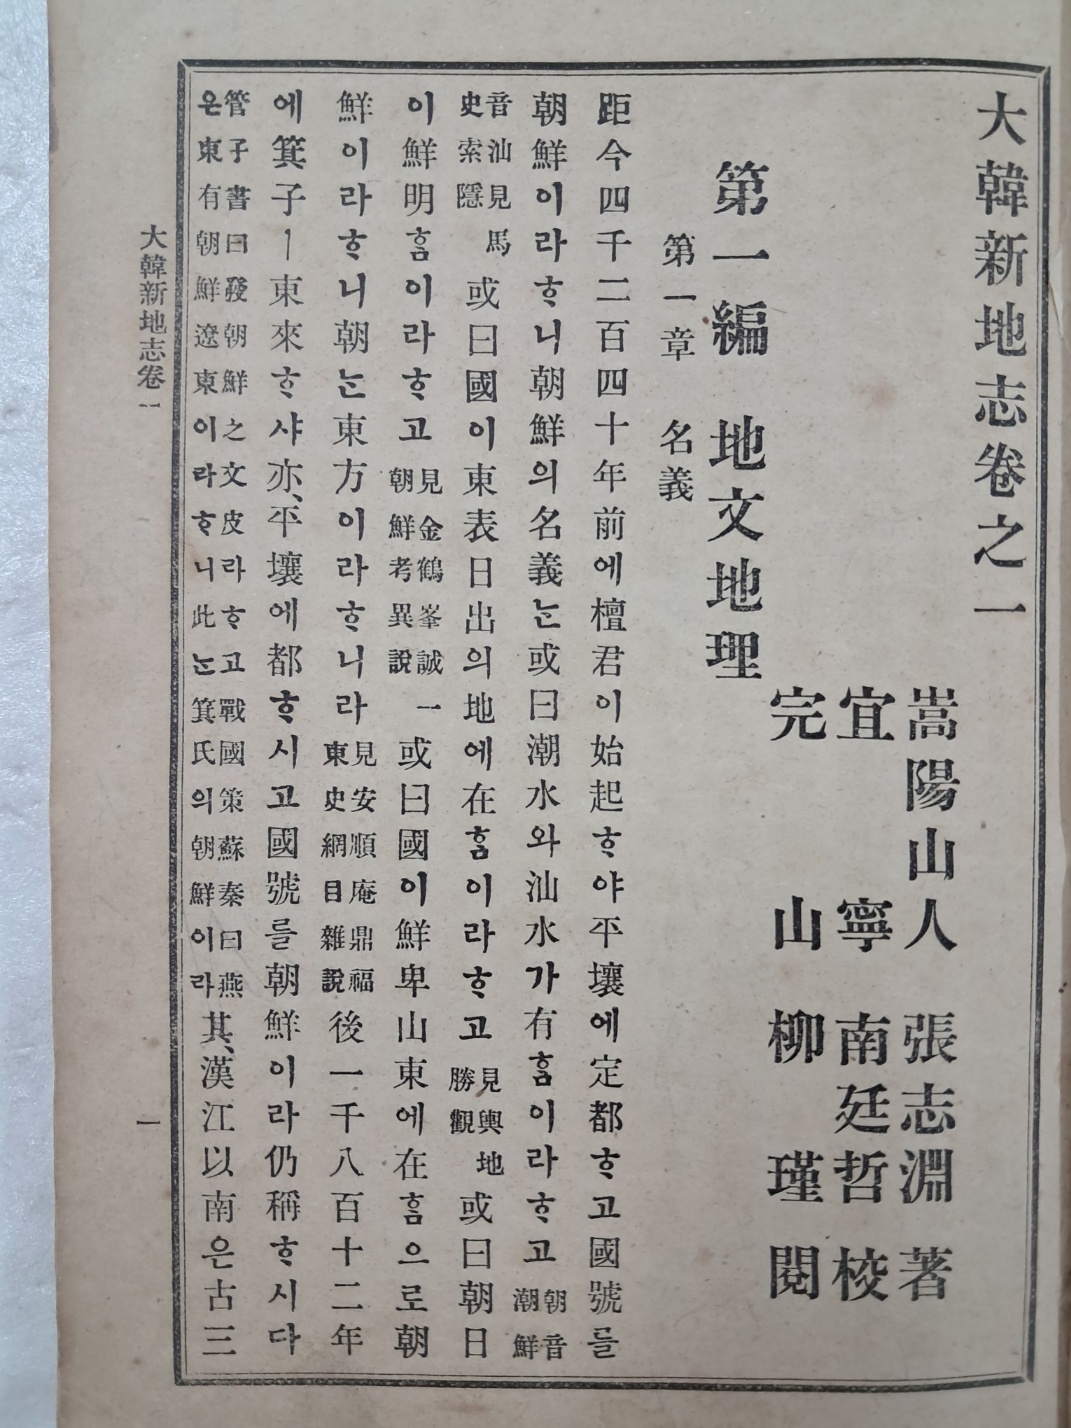 大韓新地志卷之一
嵩陽山人 張志淵 著
宜寧 南廷哲 校
完山 柳瑾 閱
第一編 地文地理
第一章 名義
距今四千二百四十年前에檀君이始起ᄒᆞ야平壤에定都ᄒᆞ고國號를
朝鮮이라ᄒᆞ니朝鮮의名義ᄂᆞᆫ或曰潮水와汕水가有ᄒᆞᆷ이라ᄒᆞ고朝音潮鮮
音汕見馬史索隱或曰國이東表日出의地에在ᄒᆞᆷ이라ᄒᆞ고見輿地勝觀或曰朝日
이鮮明ᄒᆞᆷ이라ᄒᆞ고見金鶴峯誠一朝鮮考異說或曰國이鮮卑山東에在ᄒᆞᆷ으로朝
鮮이라ᄒᆞ니朝ᄂᆞᆫ東方이라ᄒᆞ니라見安順庵鼎福東史網目雜說後一千八百十二年
에箕子ㅣ東來ᄒᆞ샤亦、平壤에都ᄒᆞ시고國號를朝鮮이라仍稱ᄒᆞ시다
管子書曰發朝鮮之文皮라ᄒᆞ고戰國策蘇秦曰燕은東有朝鮮遼東이라ᄒᆞ니此ᄂᆞᆫ箕氏의朝鮮이라其、漢江以南은古三
大韓新地志卷一
一